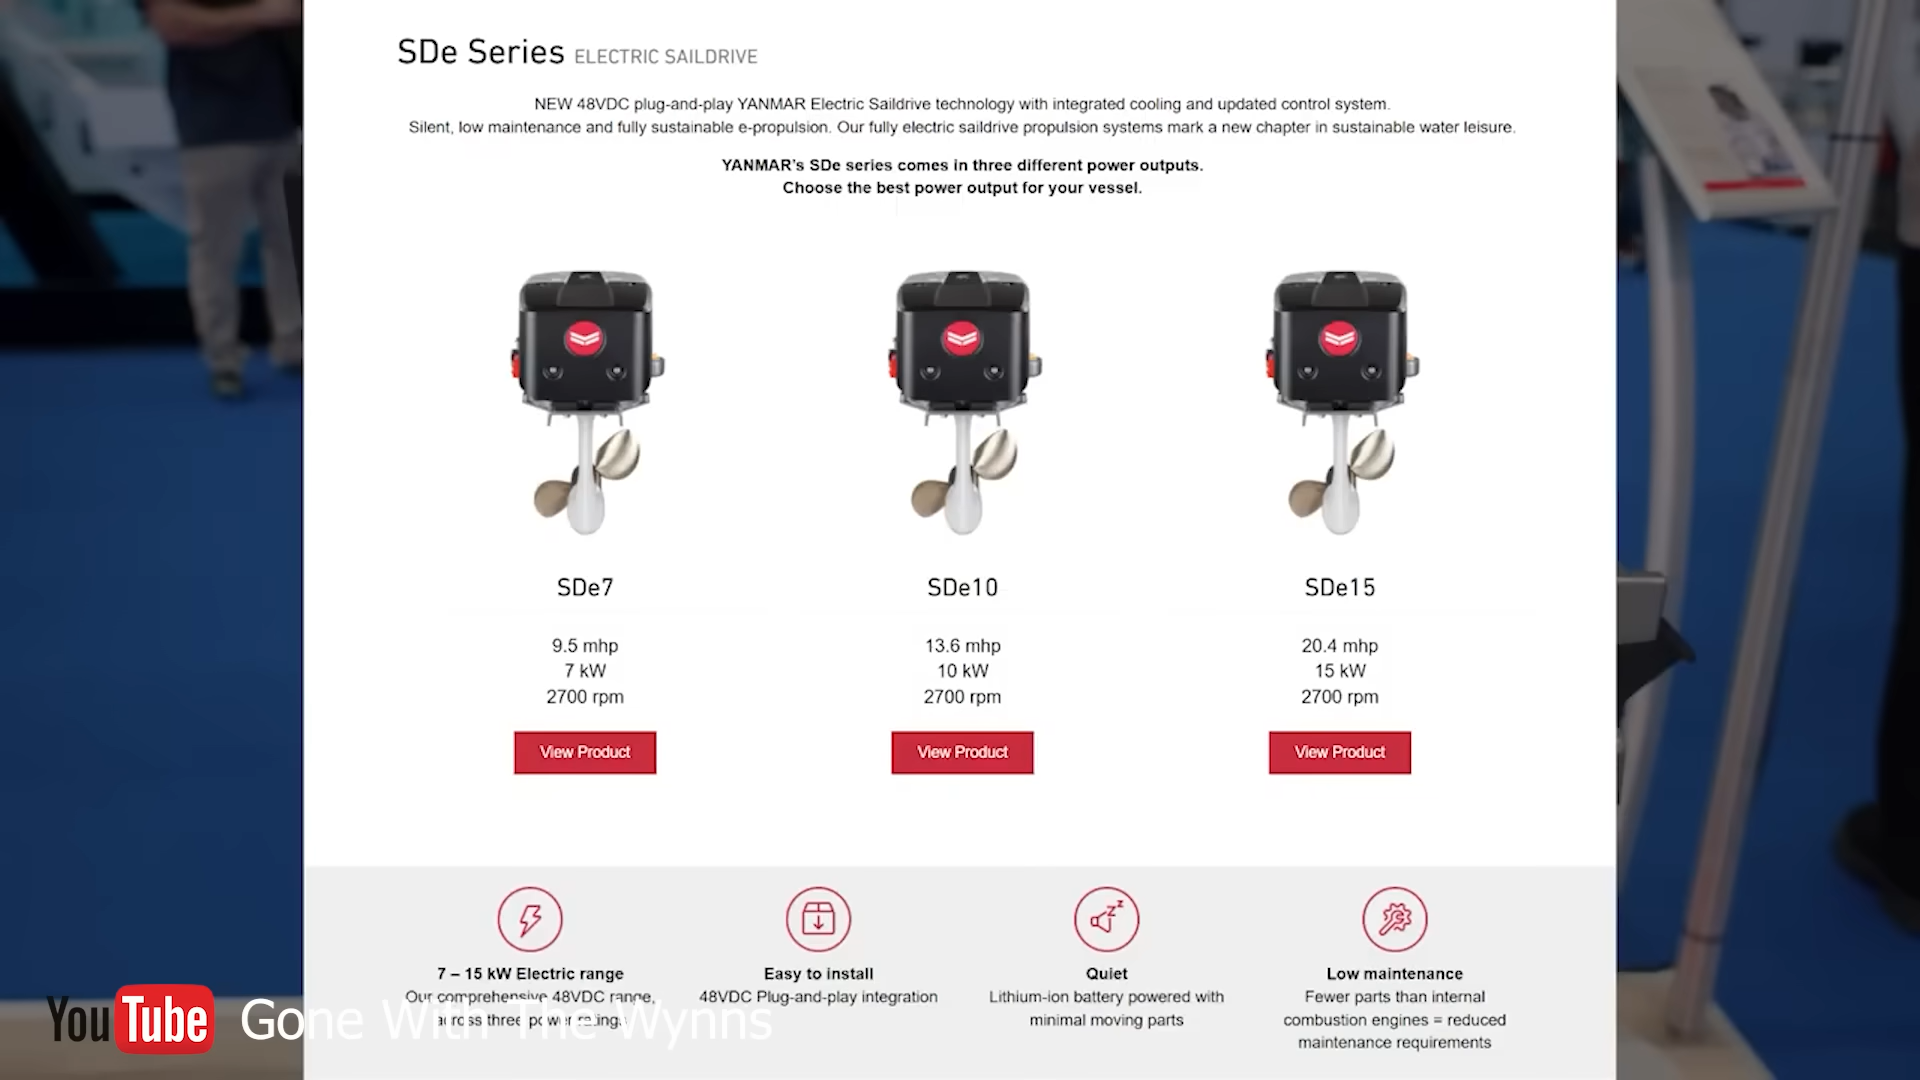 SDe Series ELECTRIC SAILDRIVE
NEW 48VDC plug-and-play YANMAR Electric Saildrive technology with integrated cooling and updated control system.
Silent, low maintenance and fully sustainable e-propulsion. Our fully electric saildrive propulsion systems mark a new chapter in sustainable water leisure.
YANMAR's SDe series comes in three different power outputs.
Choose the best power output for your vessel.
SDe7
9.5 mhp
7 kW
2700 rpm
View Product
SDe10
13.6 mhp
10 kW
2700 rpm
View Product
SDe15
20.4 mhp
15 kW
2700 rpm
View Product
7 – 15 kW Electric range
Our comprehensive 48VDC range,
across three power ratings
Easy to install
48VDC Plug-and-play integration
Quiet
Lithium-ion battery powered with
minimal moving parts
Low maintenance
Fewer parts than internal
combustion engines = reduced
maintenance requirements
YouTube Gone With The Wynns